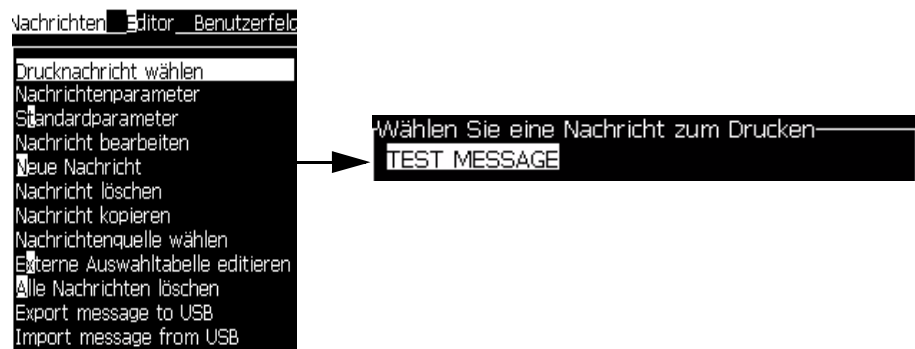 Nachrichten Editor Benutzerfeld
Drucknachricht wählen
Nachrichtenparameter
Standardparameter
Nachricht bearbeiten
Neue Nachricht
Nachricht löschen
Nachricht kopieren
Nachrichtenquelle wählen
Externe Auswahltabelle editieren
Alle Nachrichten löschen
Export message to USB
Import message from USB
Wählen Sie eine Nachricht zum Drucken
TEST MESSAGE